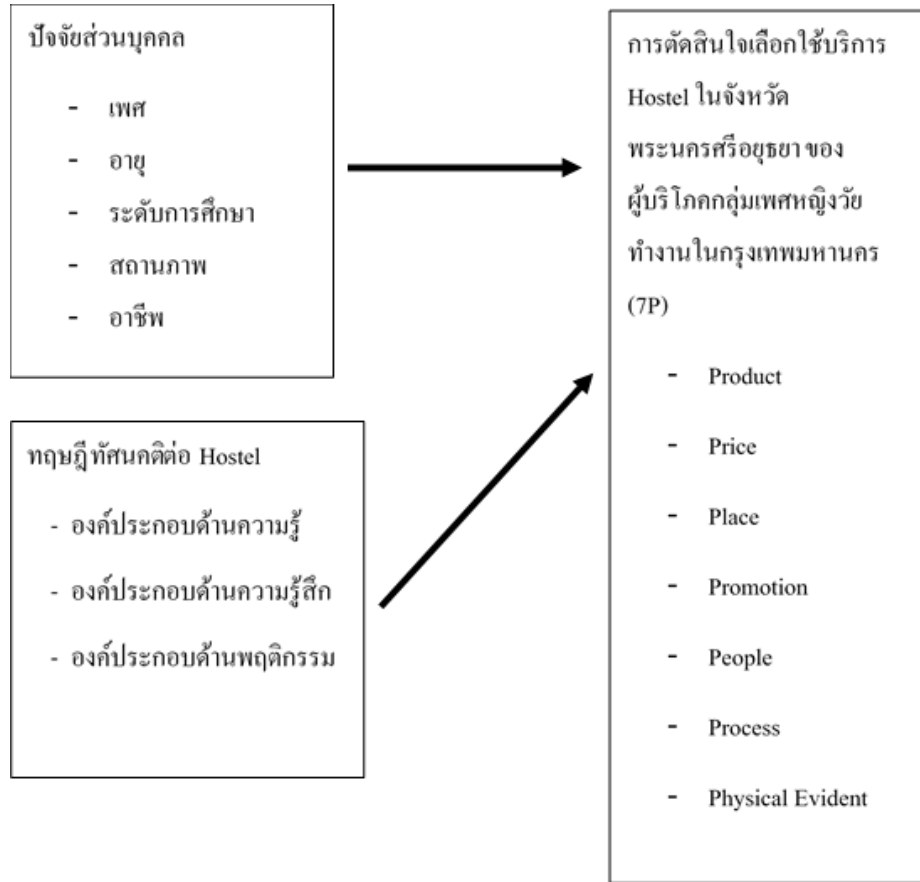 ปัจจัยส่วนบุคคล
- เพศ
- อายุ
- ระดับการศึกษา
- สถานภาพ
- อาชีพ
ทฤษฎีทัศนคติต่อ Hostel
- องค์ประกอบด้านความรู้
- องค์ประกอบด้านความรู้สึก
- องค์ประกอบด้านพฤติกรรม
การตัดสินใจเลือกใช้บริการ
Hostel ในจังหวัด
พระนครศรีอยุธยา ของ
ผู้บริโภคกลุ่มเพศหญิงวัย
ทำงานในกรุงเทพมหานคร
(7P)
- Product
- Price
- Place
- Promotion
- People
- Process
- Physical Evident